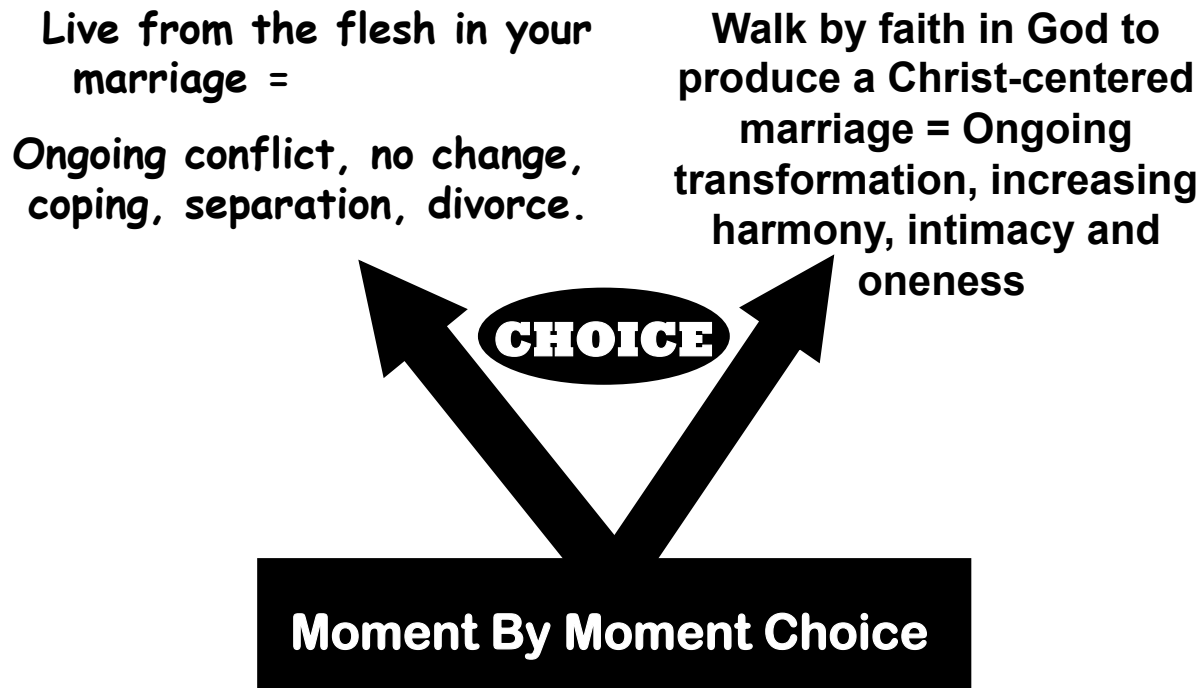 Live from the flesh in your
marriage =
Ongoing conflict, no change,
coping, separation, divorce.
Walk by faith in God to
produce a Christ-centered
marriage = Ongoing
transformation, increasing
harmony, intimacy and
oneness
CHOICE
Moment By Moment Choice